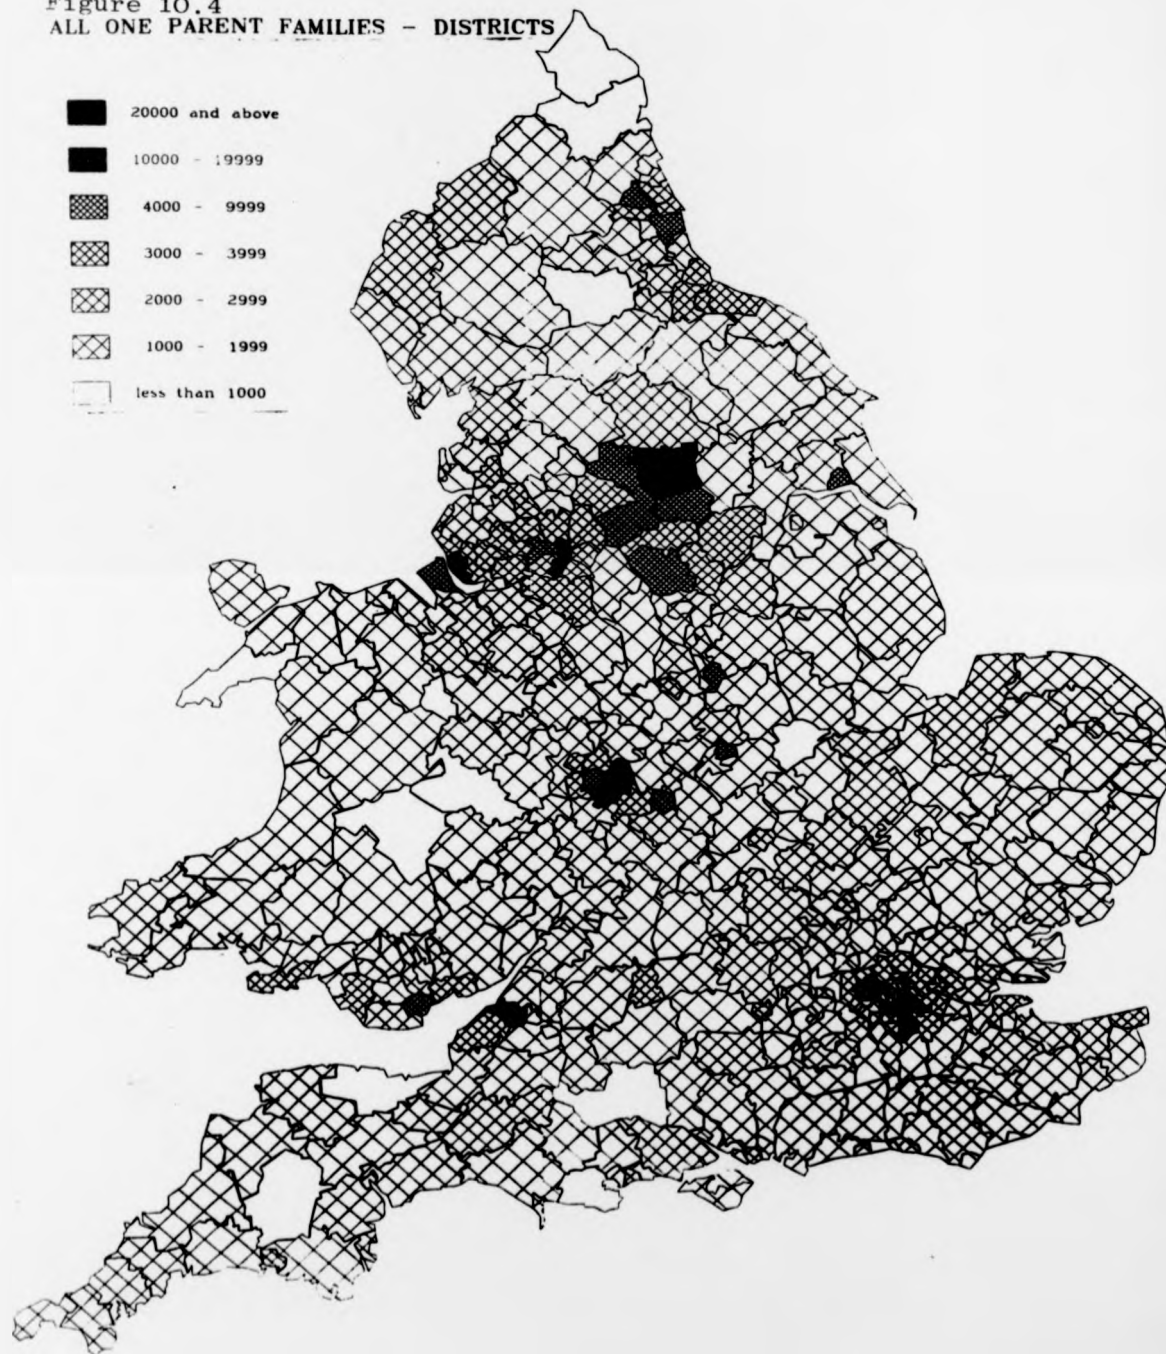 Figure 10.4
ALL ONE PARENT FAMILIES - DISTRICTS
20000 and above
10000 - 19999
4000 - 9999
3000 - 3999
2000 - 2999
1000 - 1999
less than 1000